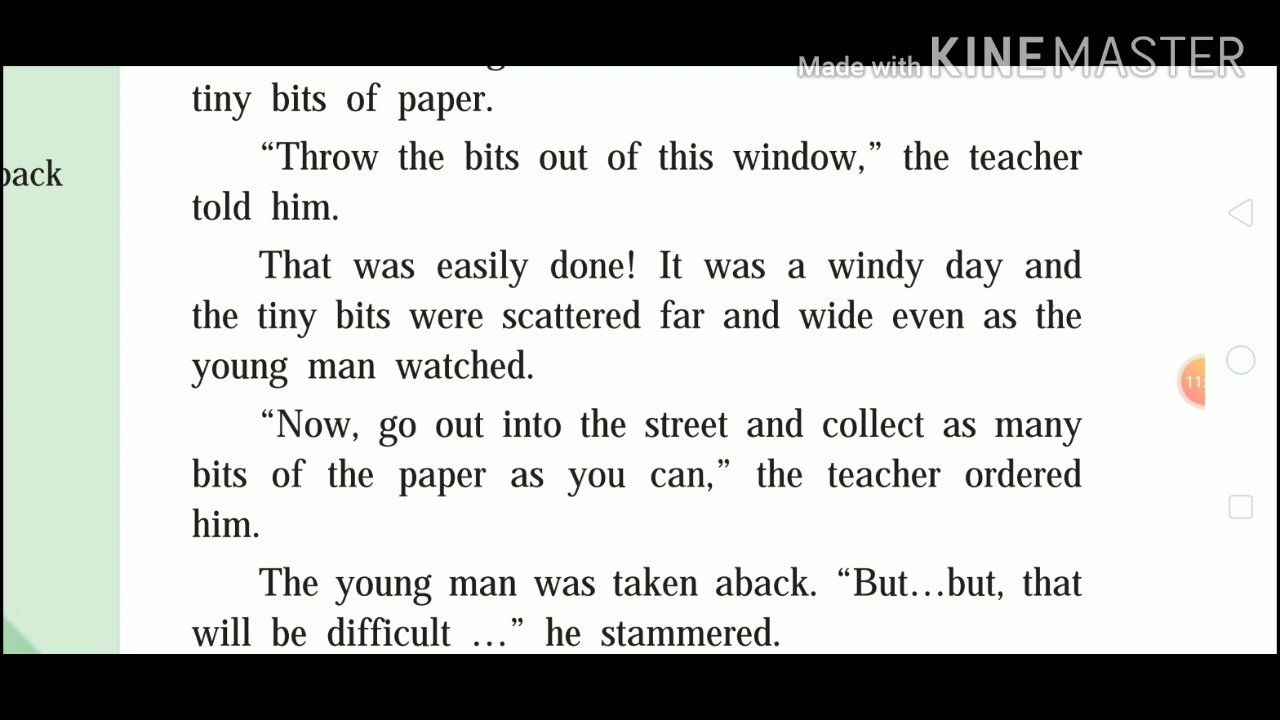 Made with KINEMASTER
tiny bits of paper.
“Throw the bits out of this window,” the teacher
told him.
back
That was easily done! It was a windy day and
the tiny bits were scattered far and wide even as the
young man watched.
11:
“Now, go out into the street and collect as many
bits of the paper as you can,” the teacher ordered
him.
The young man was taken aback. “But...but, that
will be difficult ...” he stammered.